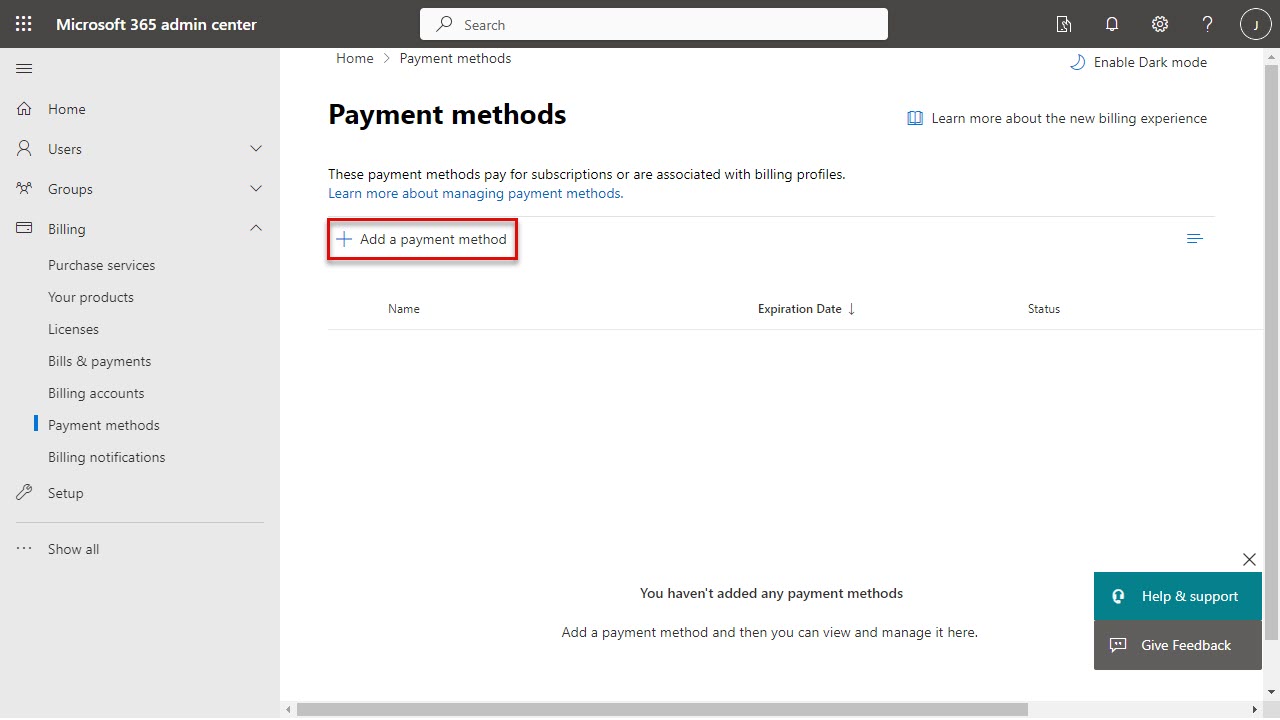 Microsoft 365 admin center
Search
J
Home
Users
Groups
Billing
Purchase services
Your products
Licenses
Bills & payments
Billing accounts
Payment methods
Billing notifications
Setup
Show all
Home > Payment methods
Enable Dark mode
Payment methods
Learn more about the new billing experience
These payment methods pay for subscriptions or are associated with billing profiles.
Learn more about managing payment methods.
Add a payment method
Name Expiration Date ↓ Status
You haven't added any payment methods
Add a payment method and then you can view and manage it here.
Help & support
Give Feedback